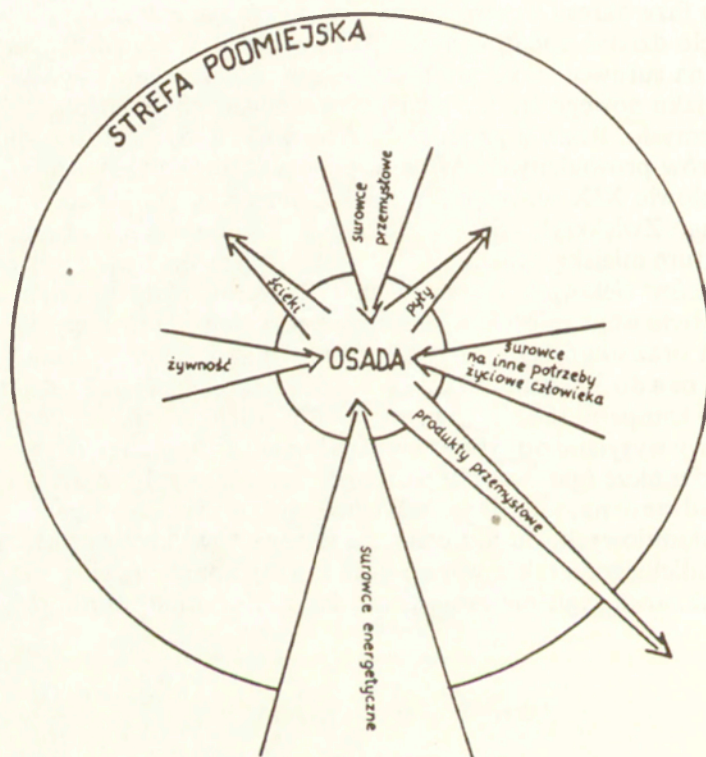 STREFA PODMIEJSKA
surowce
przemysłowe
ścieki
pyły
żywność
OSADA
surowce
na inne potrzeby
życiowe człowieka
produkty przemysłowe
surowce energetyczne